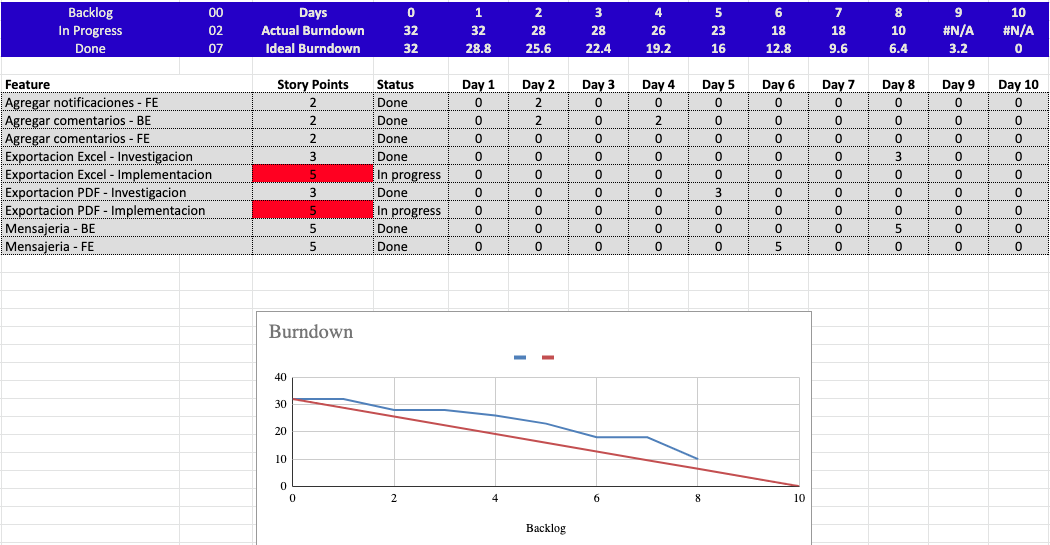 Backlog 00 Days 0 1 2 3 4 5 6 7 8 9 10
In Progress 02 Actual Burndown 32 32 28 28 26 23 18 18 10 #N/A #N/A
Done 07 Ideal Burndown 32 28.8 25.6 22.4 19.2 16 12.8 9.6 6.4 3.2 0
Feature Story Points Status Day 1 Day 2 Day 3 Day 4 Day 5 Day 6 Day 7 Day 8 Day 9 Day 10
Agregar notificaciones - FE 2 Done 0 2 0 0 0 0 0 0 0 0
Agregar comentarios - BE 2 Done 0 2 0 2 0 0 0 0 0 0
Agregar comentarios - FE 2 Done 0 0 0 0 0 0 0 0 0 0
Exportacion Excel - Investigacion 3 Done 0 0 0 0 0 0 0 3 0 0
Exportacion Excel - Implementacion 5 In progress 0 0 0 0 0 0 0 0 0 0
Exportacion PDF - Investigacion 3 Done 0 0 0 0 3 0 0 0 0 0
Exportacion PDF - Implementacion 5 In progress 0 0 0 0 0 0 0 0 0 0
Mensajeria - BE 5 Done 0 0 0 0 0 0 0 5 0 0
Mensajeria - FE 5 Done 0 0 0 0 0 5 0 0 0 0
Burndown
40
30
20
10
0
0 2 4 6 8 10
Backlog